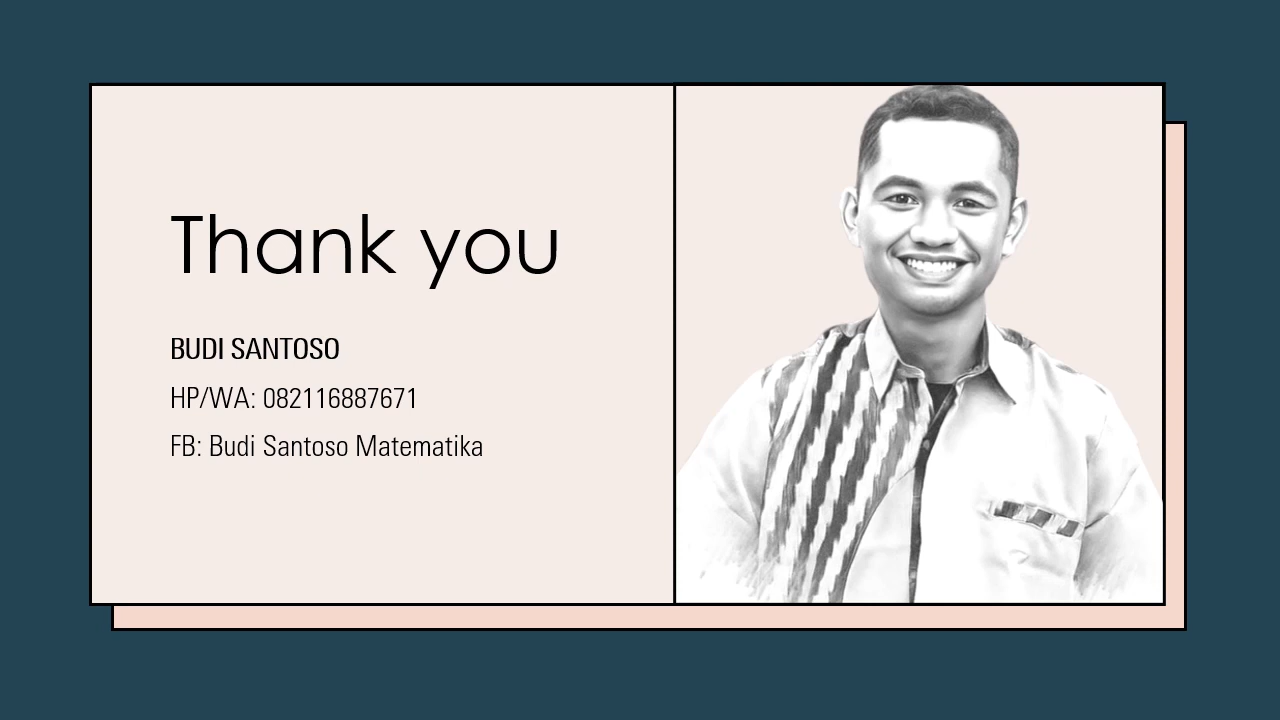 Thank you
BUDI SANTOSO
HP/WA: 082116887671
FB: Budi Santoso Matematika